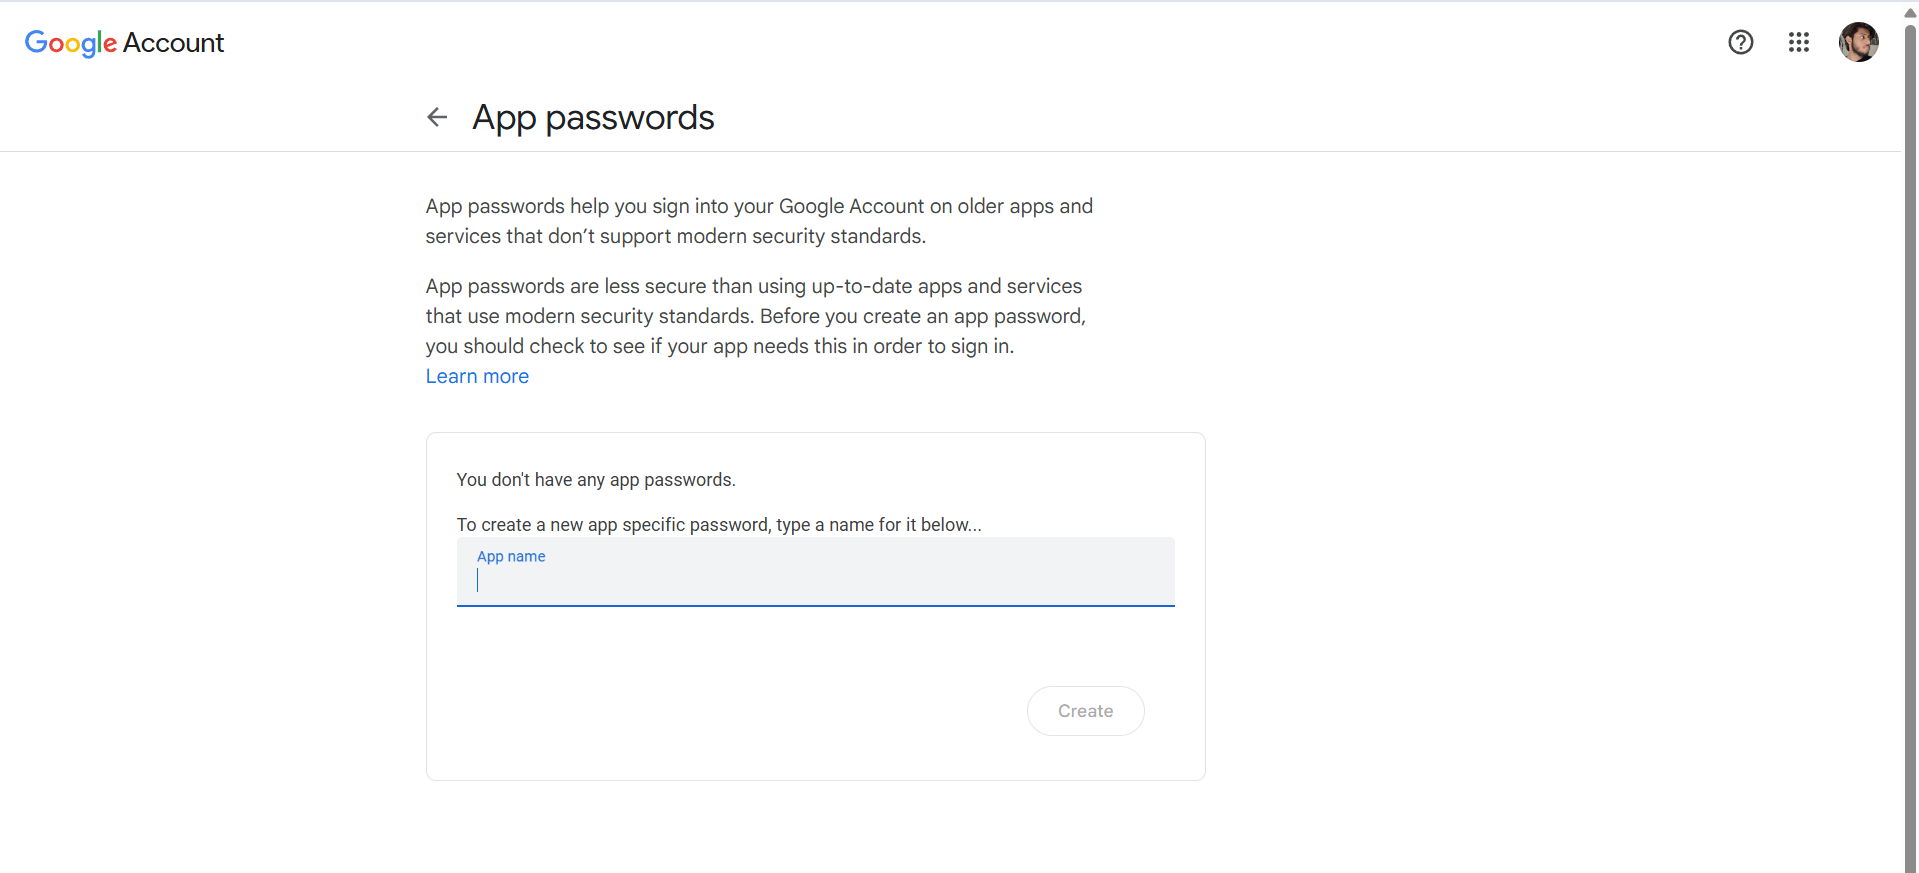 Google Account
App passwords
App passwords help you sign into your Google Account on older apps and
services that don’t support modern security standards.
App passwords are less secure than using up-to-date apps and services
that use modern security standards. Before you create an app password,
you should check to see if your app needs this in order to sign in.
Learn more
You don't have any app passwords.
To create a new app specific password, type a name for it below...
App name
Create